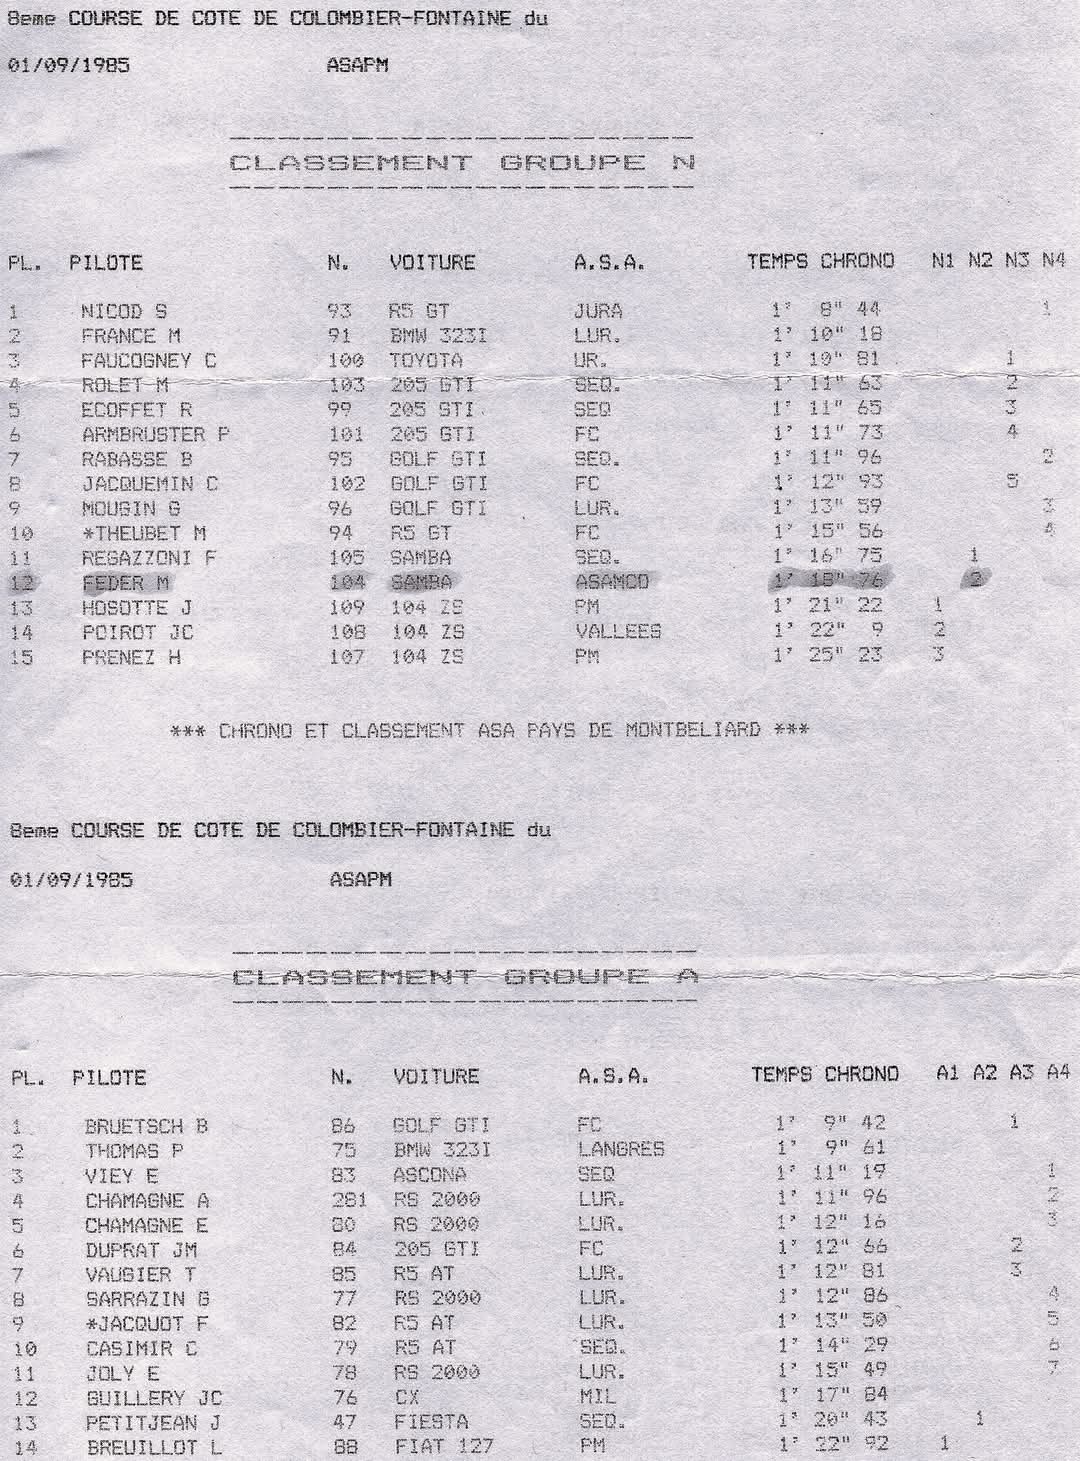 8eme COURSE DE COTE DE COLOMBIER-FONTAINE du
01/09/1985 ASAPM
CLASSEMENT GROUPE N
PL. PILOTE N. VOITURE A.S.A. TEMPS CHRONO N1 N2 N3 N4
1 NICOD S 93 R5 GT JURA 1' 8" 44 1
2 FRANCE M 91 BMW 323I LUR. 1' 10" 18
3 FAUCOGNEY C 100 TOYOTA UR. 1' 10" 81 1
4 ROLET M 103 205 GTI SEQ. 1' 11" 63 2
5 ECOFFET R 99 205 GTI. SEQ 1' 11" 65 3
6 ARMBRUSTER P 101 205 GTI FC 1' 11" 73 4
7 RABASSE B 95 GOLF GTI SEQ. 1' 11" 96 2
8 JACQUEMIN C 102 GOLF GTI FC 1' 12" 93 5
9 MOUGIN G 96 GOLF GTI LUR. 1' 13" 59 3
10 *THEUBET M 94 R5 GT FC 1' 15" 56 4
11 REGAZZONI F 105 SAMBA SEQ. 1' 16" 75 1
12 FEDER M 104 SAMBA ASAMCO 1' 18" 76 2
13 HOSOTTE J 109 104 ZS PM 1' 21" 22 1
14 POIROT JC 108 104 ZS VALLEES 1' 22" 9 2
15 PRENEZ H 107 104 ZS PM 1' 25" 23 3
*** CHRONO ET CLASSEMENT ASA PAYS DE MONTBELIARD ***
8eme COURSE DE COTE DE COLOMBIER-FONTAINE du
01/09/1985 ASAPM
CLASSEMENT GROUPE A
PL. PILOTE N. VOITURE A.S.A. TEMPS CHRONO A1 A2 A3 A4
1 BRUETSCH B 86 GOLF GTI FC 1' 9" 42 1
2 THOMAS P 75 BMW 323I LANGRES 1' 9" 61
3 VIEY E 83 ASCONA SEQ 1' 11" 19 1
4 CHAMAGNE A 281 RS 2000 LUR. 1' 11" 96 2
5 CHAMAGNE E 80 RS 2000 LUR. 1' 12" 16 3
6 DUPRAT JM 84 205 GTI FC 1' 12" 66 2
7 VAUGIER T 85 R5 AT LUR. 1' 12" 81 3
8 SARRAZIN G 77 RS 2000 LUR. 1' 12" 86 4
9 *JACQUOT F 82 R5 AT LUR. 1' 13" 50 5
10 CASIMIR C 79 R5 AT SEQ. 1' 14" 29 6
11 JOLY E 78 RS 2000 LUR. 1' 15" 49 7
12 GUILLERY JC 76 CX MIL 1' 17" 84
13 PETITJEAN J 47 FIESTA SEQ. 1' 20" 43 1
14 BREUILLOT L 88 FIAT 127 PM 1' 22" 92 1